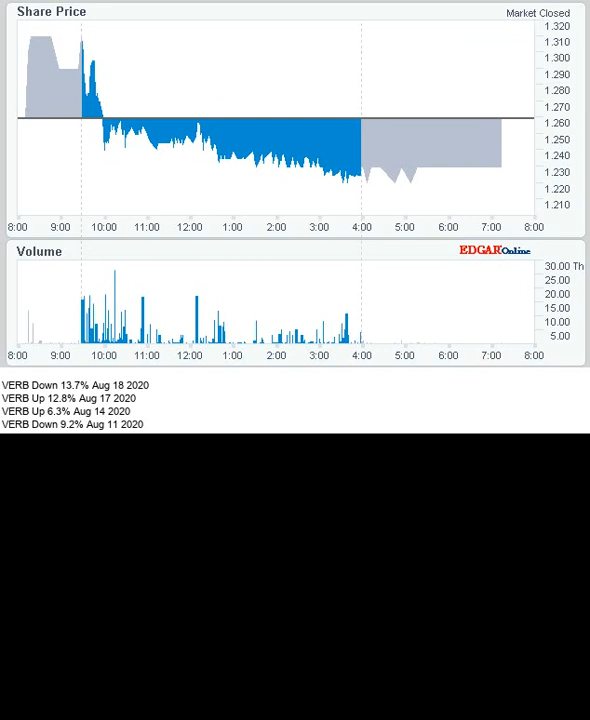 Share Price
Market Closed
1.320
1.310
1.300
1.290
1.280
1.270
1.260
1.250
1.240
1.230
1.220
1.210
8:00 9:00 10:00 11:00 12:00 1:00 2:00 3:00 4:00 5:00 6:00 7:00 8:00
Volume
EDGAROnline
30.00 Th
25.00
20.00
15.00
10.00
5.00
8:00 9:00 10:00 11:00 12:00 1:00 2:00 3:00 4:00 5:00 6:00 7:00 8:00
VERB Down 13.7% Aug 18 2020
VERB Up 12.8% Aug 17 2020
VERB Up 6.3% Aug 14 2020
VERB Down 9.2% Aug 11 2020